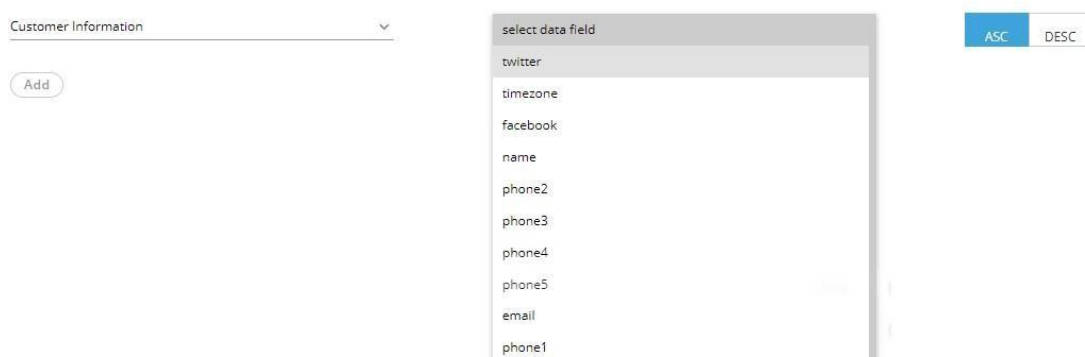 Customer Information
select data field
ASC DESC
twitter
Add
timezone
facebook
name
phone2
phone3
phone4
phone5
email
phone1